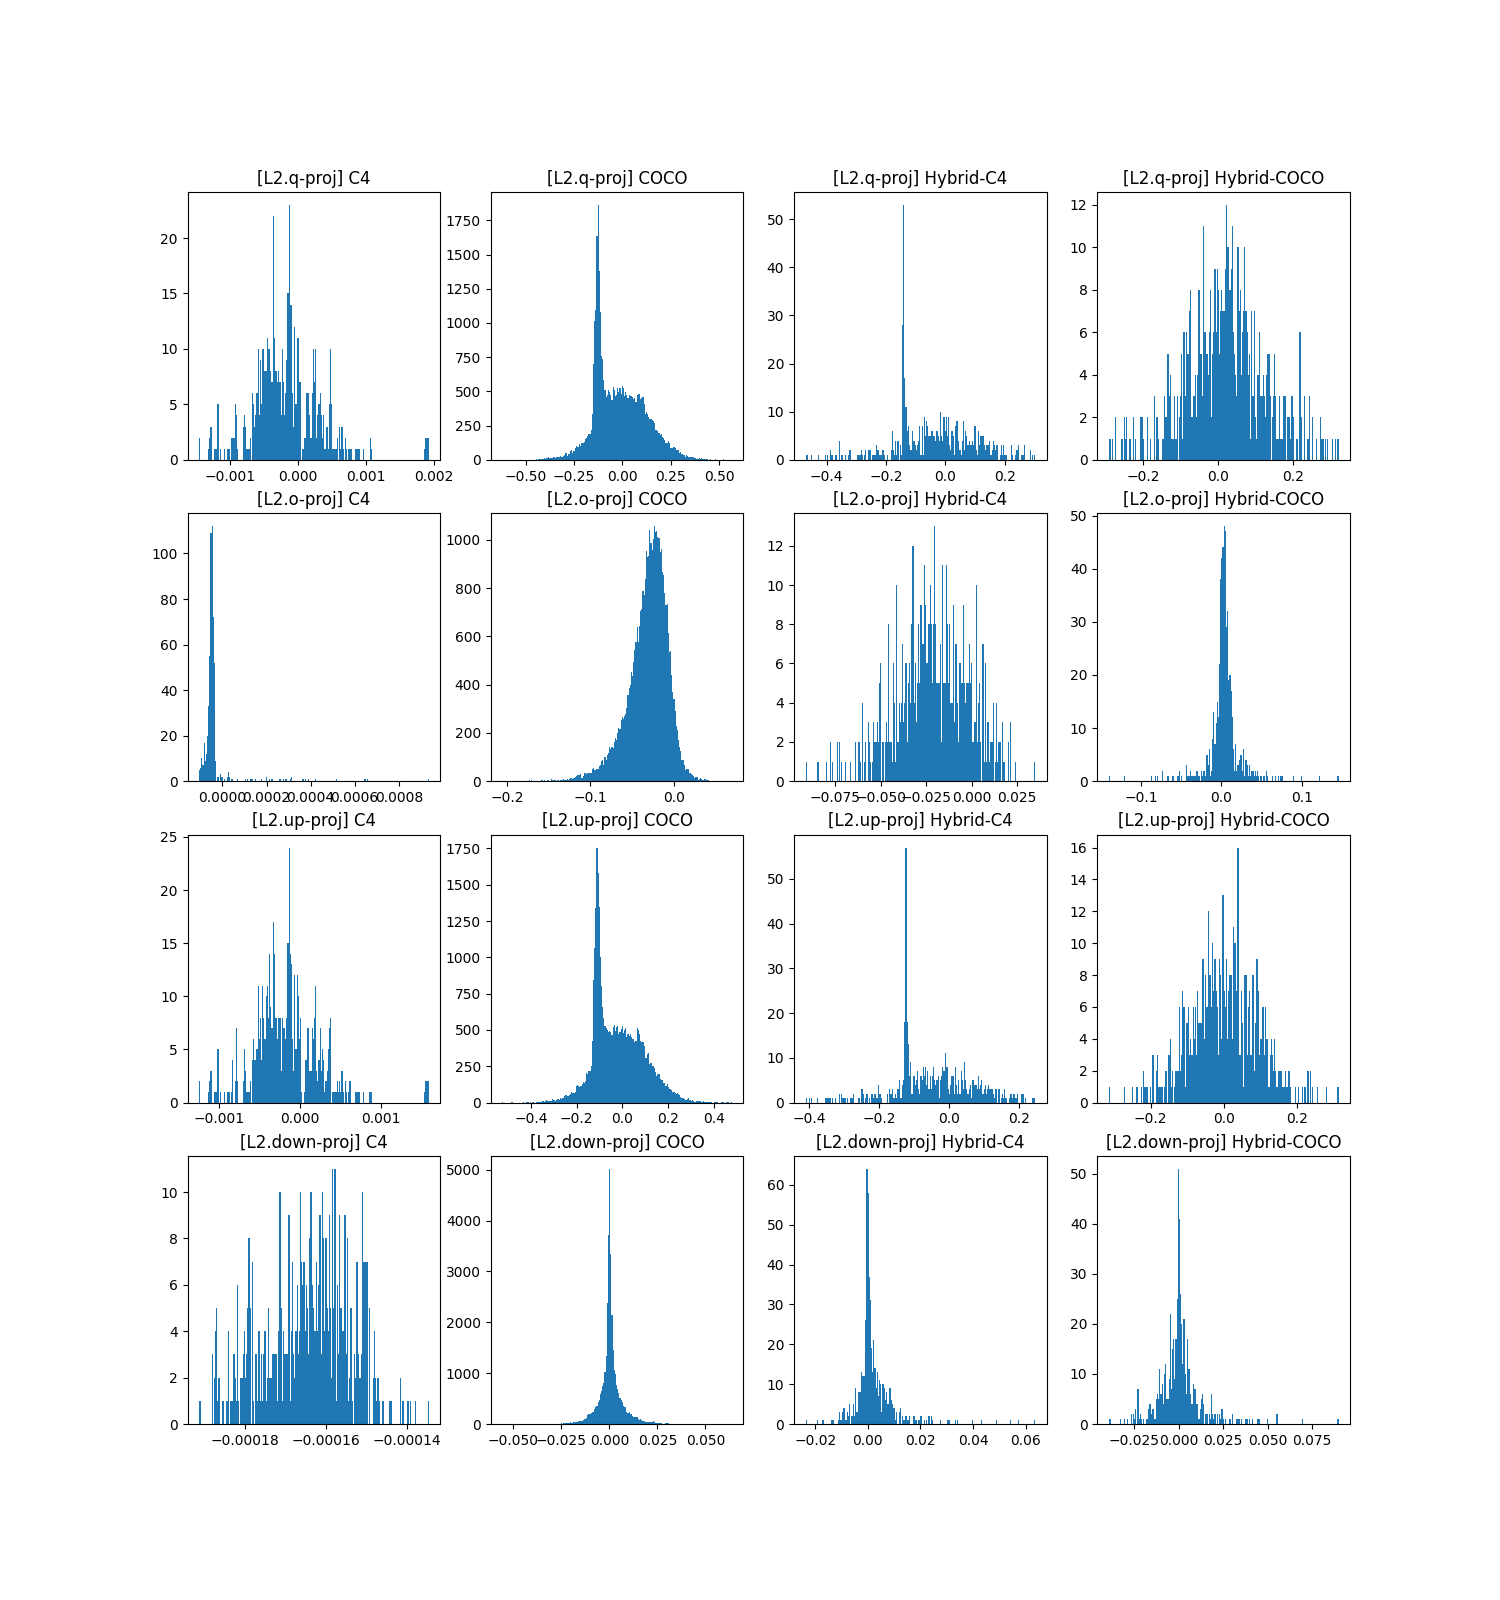 [L2.q-proj] C4 [L2.q-proj] COCO [L2.q-proj] Hybrid-C4 [L2.q-proj] Hybrid-COCO
20 15 10 5 0
1750 1500 1250 1000 750 500 250 0
50 40 30 20 10 0
12 10 8 6 4 2 0
−0.001 0.000 0.001 0.002 −0.50 −0.25 0.00 0.25 0.50 −0.4 −0.2 0.0 0.2 −0.2 0.0 0.2
[L2.o-proj] C4 [L2.o-proj] COCO [L2.o-proj] Hybrid-C4 [L2.o-proj] Hybrid-COCO
100 80 60 40 20 0
1000 800 600 400 200 0
12 10 8 6 4 2 0
50 40 30 20 10 0
0.0000 0.0002 0.0004 0.0006 0.0008 −0.2 −0.1 0.0 −0.075 −0.050 −0.025 0.000 0.025 −0.1 0.0 0.1
[L2.up-proj] C4 [L2.up-proj] COCO [L2.up-proj] Hybrid-C4 [L2.up-proj] Hybrid-COCO
25 20 15 10 5 0
1750 1500 1250 1000 750 500 250 0
50 40 30 20 10 0
16 14 12 10 8 6 4 2 0
−0.001 0.000 0.001 −0.4 −0.2 0.0 0.2 0.4 −0.4 −0.2 0.0 0.2 −0.2 0.0 0.2
[L2.down-proj] C4 [L2.down-proj] COCO [L2.down-proj] Hybrid-C4 [L2.down-proj] Hybrid-COCO
10 8 6 4 2 0
5000 4000 3000 2000 1000 0
60 50 40 30 20 10 0
50 40 30 20 10 0
−0.00018 −0.00016 −0.00014 −0.050 −0.025 0.000 0.025 0.050 −0.02 0.00 0.02 0.04 0.06 −0.025 0.000 0.025 0.050 0.075